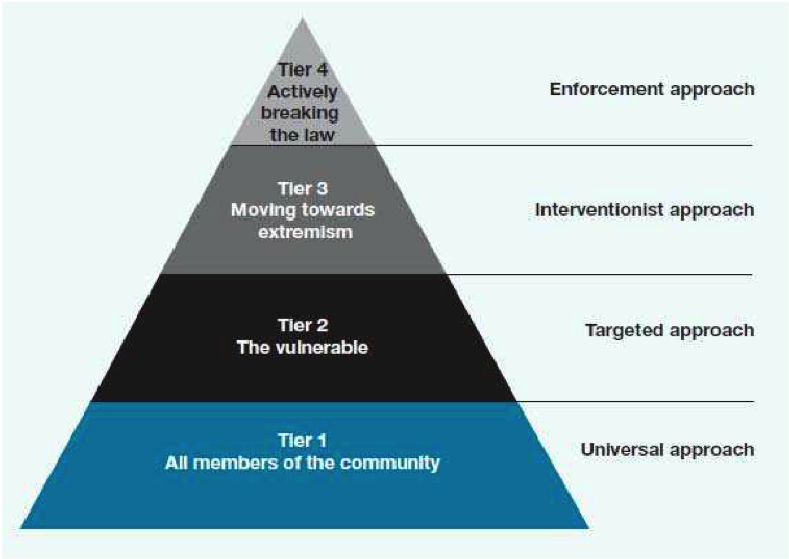 Tier 4
Actively
breaking
the law
Enforcement approach
Tier 3
Moving towards
extremism
Interventionist approach
Tier 2
The vulnerable
Targeted approach
Tier 1
All members of the community
Universal approach